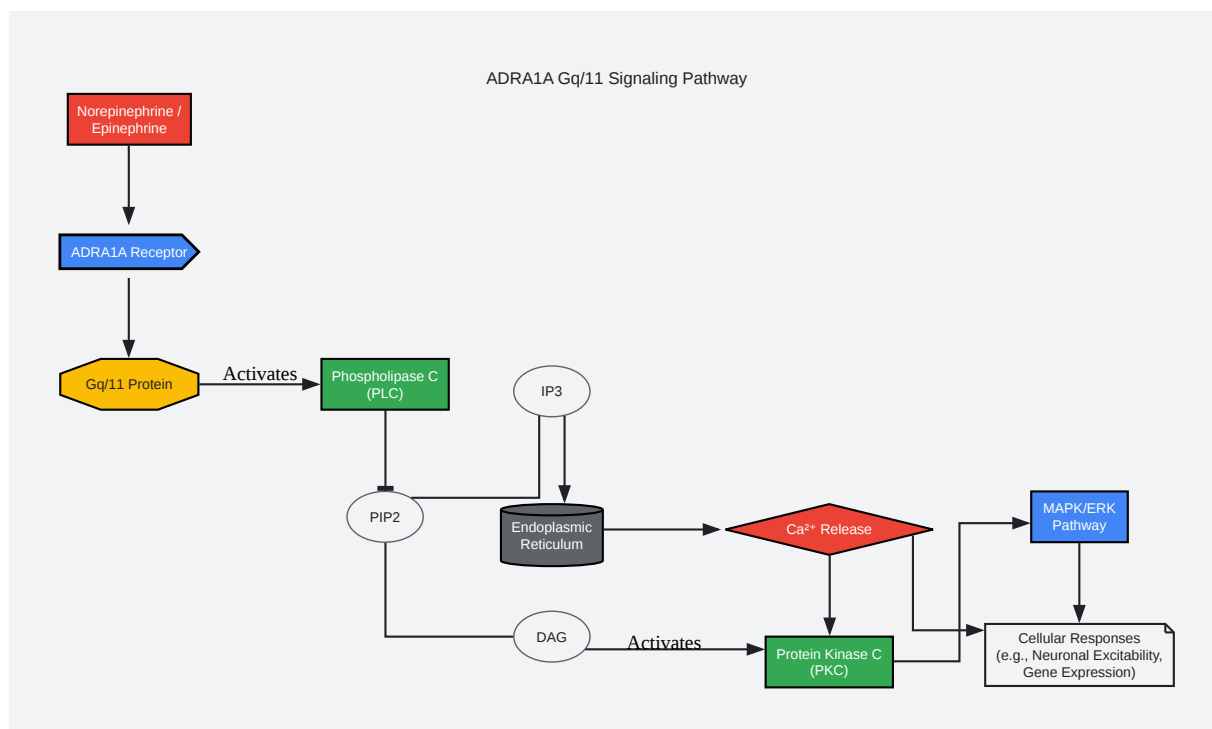 ADRA1A Gq/11 Signaling Pathway
Norepinephrine /
Epinephrine
ADRA1A Receptor
Gq/11 Protein
Activates
Phospholipase C
(PLC)
IP3
PIP2
Endoplasmic
Reticulum
Ca²⁺ Release
MAPK/ERK
Pathway
DAG
Activates
Protein Kinase C
(PKC)
Cellular Responses
(e.g., Neuronal Excitability,
Gene Expression)